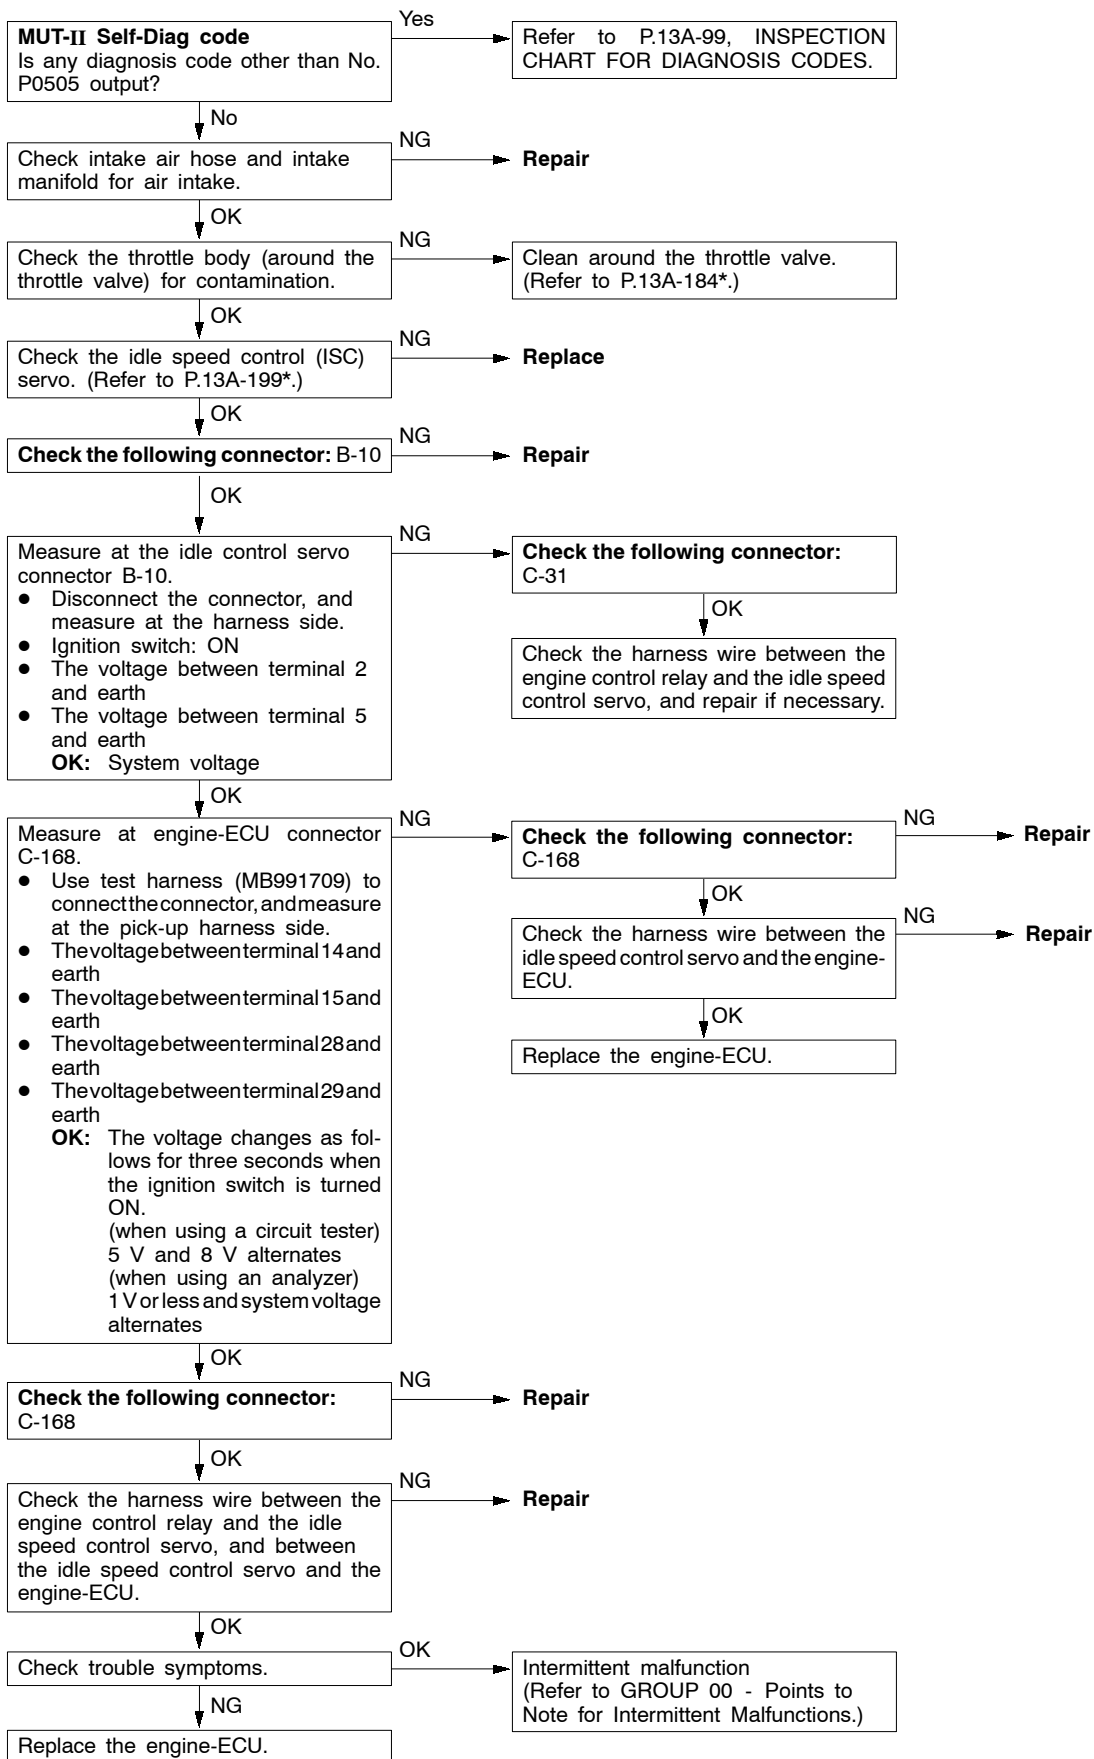 Yes
MUT-II Self-Diag code
Is any diagnosis code other than No.
P0505 output?
Refer to P.13A-99, INSPECTION
CHART FOR DIAGNOSIS CODES.
No
Check intake air hose and intake
manifold for air intake.
NG
Repair
OK
Check the throttle body (around the
throttle valve) for contamination.
NG
Clean around the throttle valve.
(Refer to P.13A-184*.)
OK
Check the idle speed control (ISC)
servo. (Refer to P.13A-199*.)
NG
Replace
OK
Check the following connector: B-10
NG
Repair
OK
Measure at the idle control servo
connector B-10.
● Disconnect the connector, and
measure at the harness side.
● Ignition switch: ON
● The voltage between terminal 2
and earth
● The voltage between terminal 5
and earth
OK: System voltage
NG
Check the following connector:
C-31
OK
Check the harness wire between the
engine control relay and the idle speed
control servo, and repair if necessary.
OK
Measure at engine-ECU connector
C-168.
● Use test harness (MB991709) to
connect the connector, and measure
at the pick-up harness side.
● The voltage between terminal 14 and
earth
● The voltage between terminal 15 and
earth
● The voltage between terminal 28 and
earth
● The voltage between terminal 29 and
earth
OK: The voltage changes as fol-
lows for three seconds when
the ignition switch is turned
ON.
(when using a circuit tester)
5 V and 8 V alternates
(when using an analyzer)
1 V or less and system voltage
alternates
NG
Check the following connector:
C-168
NG
Repair
OK
Check the harness wire between the
idle speed control servo and the engine-
ECU.
NG
Repair
OK
Replace the engine-ECU.
OK
Check the following connector:
C-168
NG
Repair
OK
Check the harness wire between the
engine control relay and the idle
speed control servo, and between
the idle speed control servo and the
engine-ECU.
NG
Repair
OK
Check trouble symptoms.
OK
Intermittent malfunction
(Refer to GROUP 00 - Points to
Note for Intermittent Malfunctions.)
NG
Replace the engine-ECU.